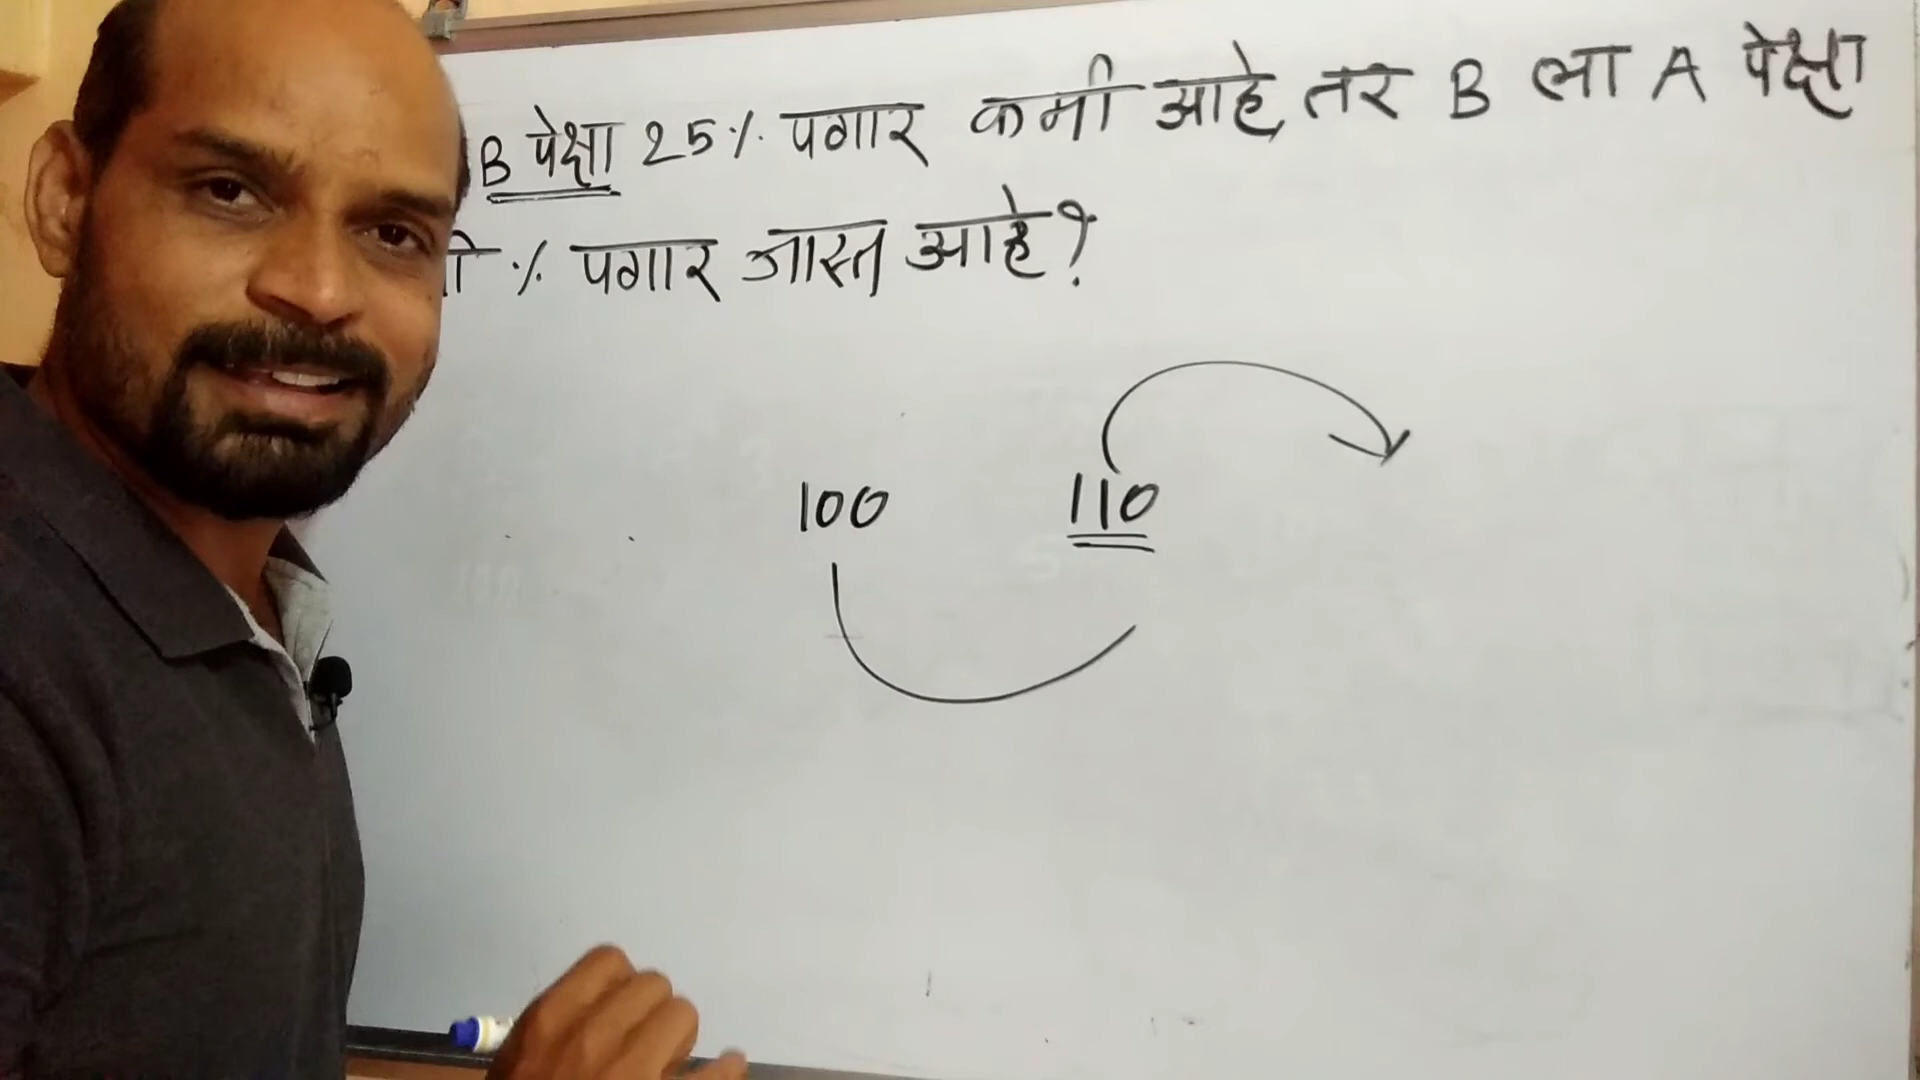 B पेक्षा 25% पगार कमी आहे, तर B ला A पेक्षा
% पगार जास्त आहे?
100 110